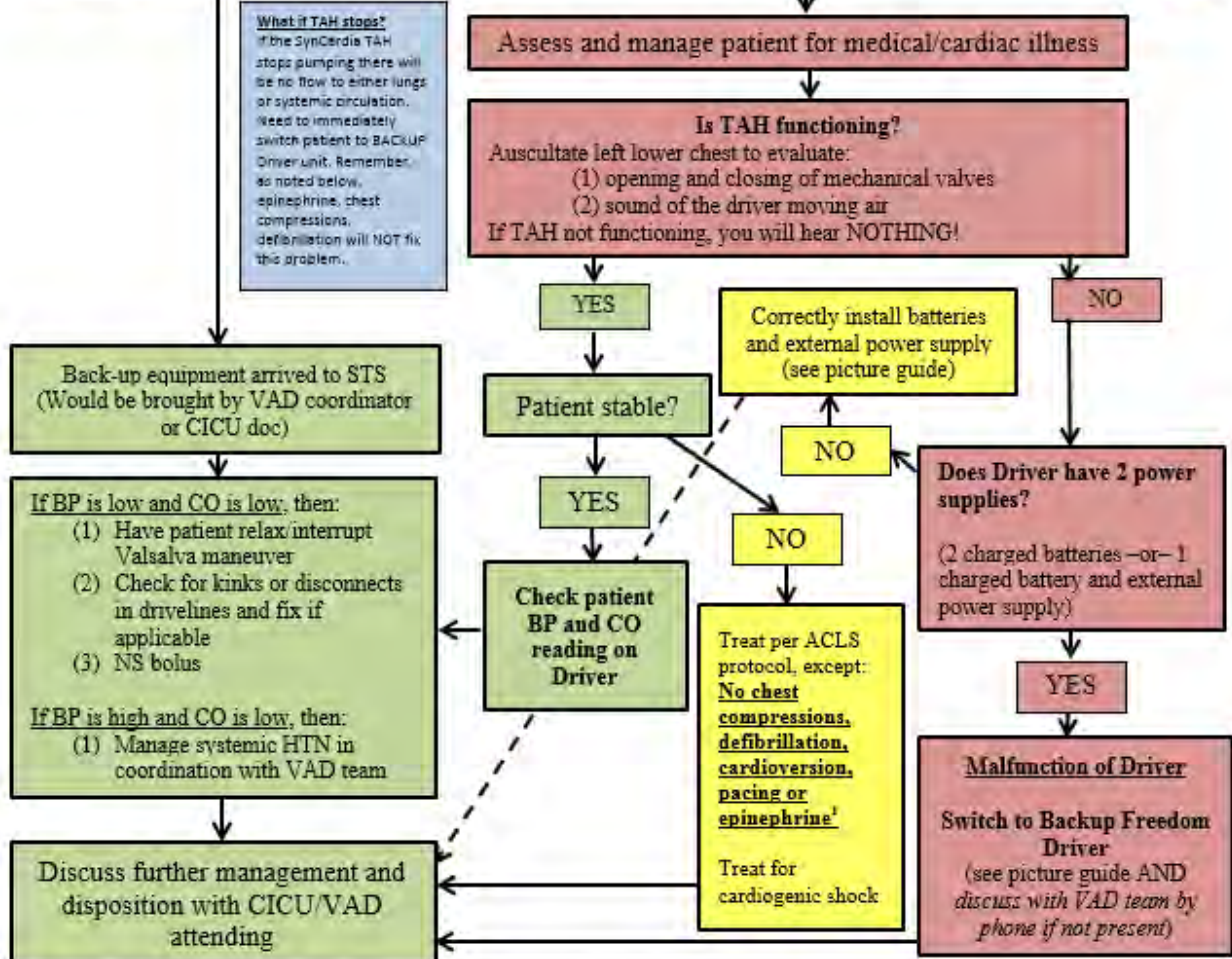 What if TAH stops?
If the SynCardia TAH
stops pumping there will
be no flow to either lungs
or systemic circulation.
Need to immediately
switch patient to BACKUP
Driver unit. Remember,
as noted below,
epinephrine, chest
compressions,
defibrillation will NOT fix
this problem.
Assess and manage patient for medical/cardiac illness
Is TAH functioning?
Auscultate left lower chest to evaluate:
(1) opening and closing of mechanical valves
(2) sound of the driver moving air
If TAH not functioning, you will hear NOTHING!
YES
NO
Correctly install batteries
and external power supply
(see picture guide)
Back-up equipment arrived to STS
(Would be brought by VAD coordinator
or CICU doc)
Patient stable?
NO
Does Driver have 2 power
supplies?
(2 charged batteries –or– 1
charged battery and external
power supply)
YES
NO
If BP is low and CO is low, then:
(1) Have patient relax/interrupt
Valsalva maneuver
(2) Check for kinks or disconnects
in drivelines and fix if
applicable
(3) NS bolus
If BP is high and CO is low, then:
(1) Manage systemic HTN in
coordination with VAD team
Check patient
BP and CO
reading on
Driver
Treat per ACLS
protocol, except:
No chest
compressions,
defibrillation,
cardioversion,
pacing or
epinephrine¹
Treat for
cardiogenic shock
YES
Malfunction of Driver
Switch to Backup Freedom
Driver
(see picture guide AND
discuss with VAD team by
phone if not present)
Discuss further management and
disposition with CICU/VAD
attending